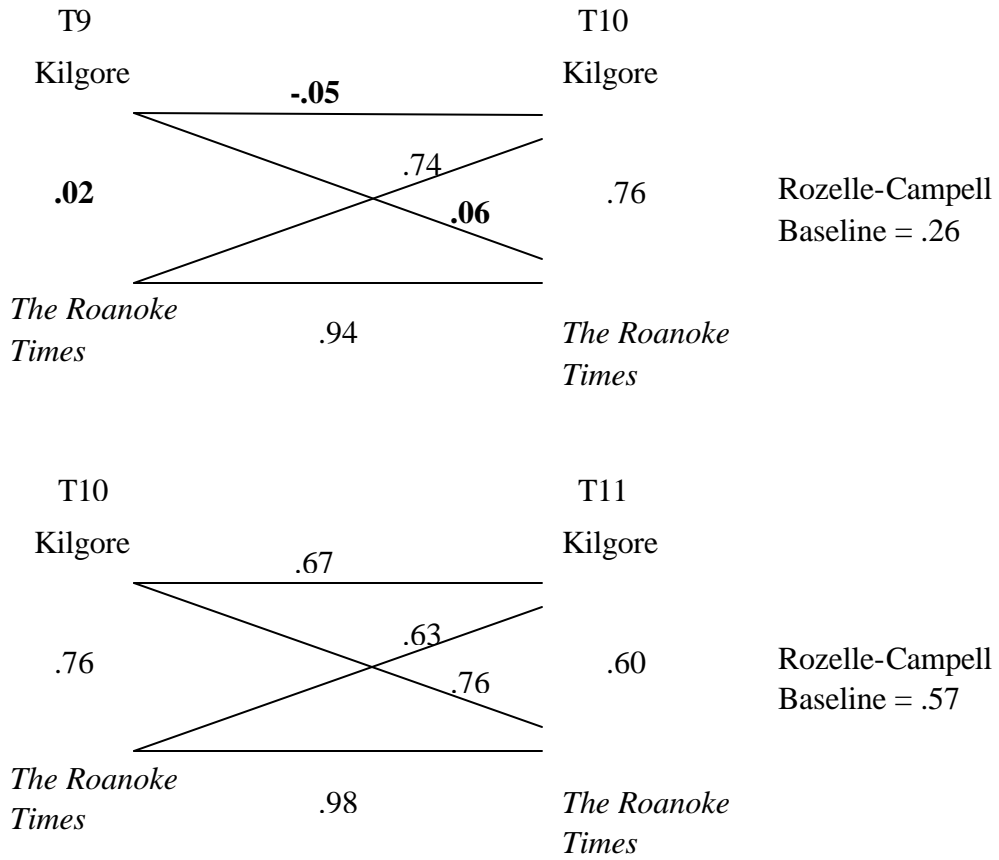 T9 T10
Kilgore Kilgore
-.05
.74
.02 .76 Rozelle-Campell
.06 Baseline = .26
The Roanoke
Times
.94
The Roanoke
Times
T10 T11
Kilgore Kilgore
.67
.63
.76 .60 Rozelle-Campell
.76 Baseline = .57
The Roanoke
Times
.98
The Roanoke
Times